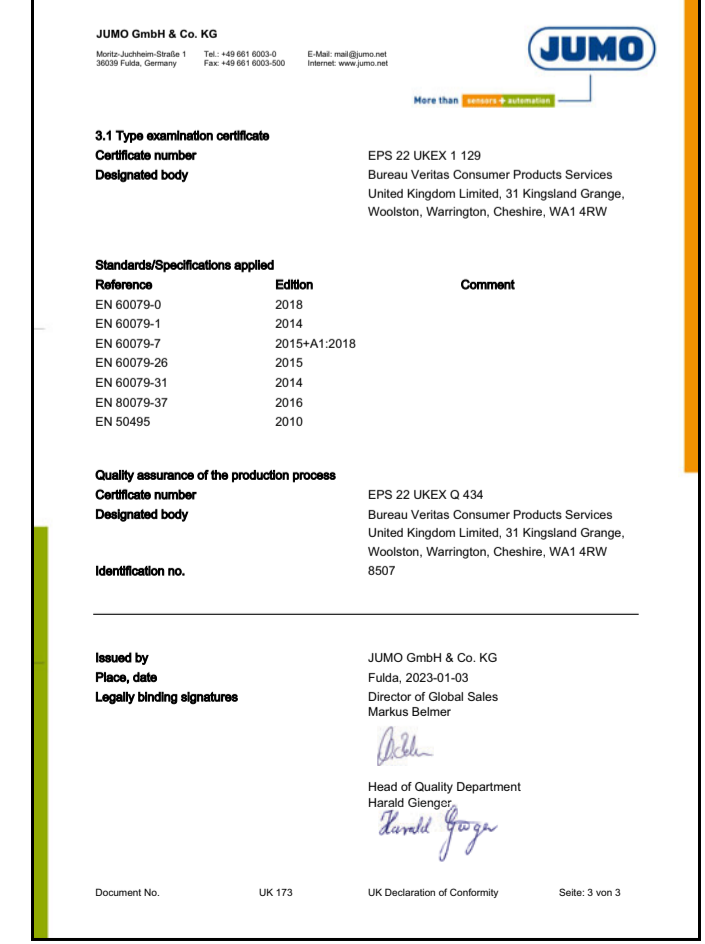 JUMO GmbH & Co. KG
Moritz-Juchheim-Straße 1 Tel.: +49 661 6003-0 E-Mail: mail@jumo.net
36039 Fulda, Germany Fax: +49 661 6003-500 Internet: www.jumo.net
JUMO
More than sensors + automation
3.1 Type examination certificate
Certificate number EPS 22 UKEX 1 129
Designated body Bureau Veritas Consumer Products Services
United Kingdom Limited, 31 Kingsland Grange,
Woolston, Warrington, Cheshire, WA1 4RW
Standards/Specifications applied
Reference Edition Comment
EN 60079-0 2018
EN 60079-1 2014
EN 60079-7 2015+A1:2018
EN 60079-26 2015
EN 60079-31 2014
EN 80079-37 2016
EN 50495 2010
Quality assurance of the production process
Certificate number EPS 22 UKEX Q 434
Designated body Bureau Veritas Consumer Products Services
United Kingdom Limited, 31 Kingsland Grange,
Woolston, Warrington, Cheshire, WA1 4RW
Identification no. 8507
Issued by JUMO GmbH & Co. KG
Place, date Fulda, 2023-01-03
Legally binding signatures Director of Global Sales
Markus Belmer
Head of Quality Department
Harald Gienger
Harald Gienger
Document No. UK 173 UK Declaration of Conformity Seite: 3 von 3